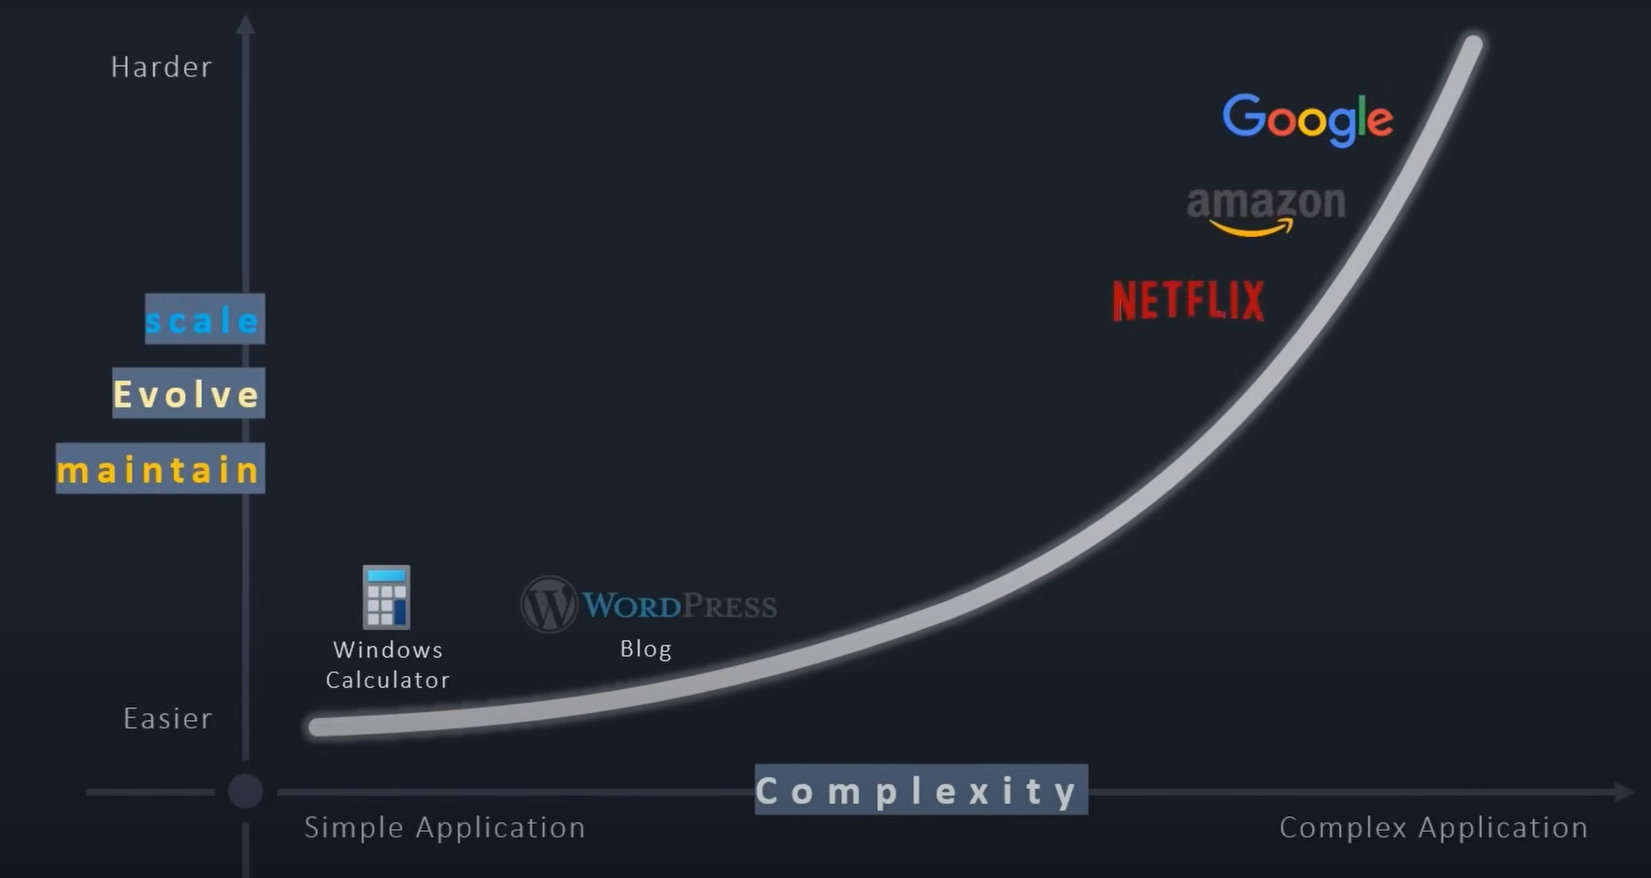 Harder
Google
amazon
NETFLIX
scale
Evolve
maintain
WORDPRESS
Blog
Windows
Calculator
Easier
Complexity
Simple Application
Complex Application